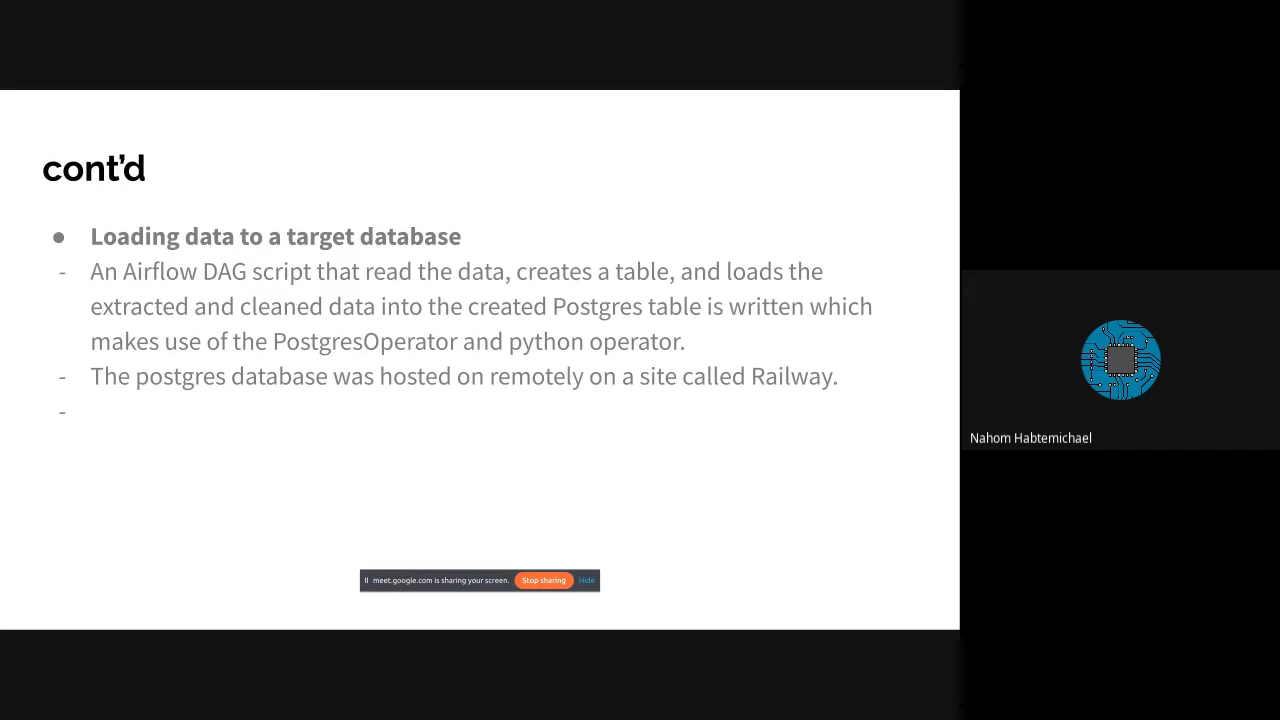 cont’d
● Loading data to a target database
- An Airflow DAG script that read the data, creates a table, and loads the
extracted and cleaned data into the created Postgres table is written which
makes use of the PostgresOperator and python operator.
- The postgres database was hosted on remotely on a site called Railway.
-
meet.google.com is sharing your screen. Stop sharing Hide
Nahom Habtemichael